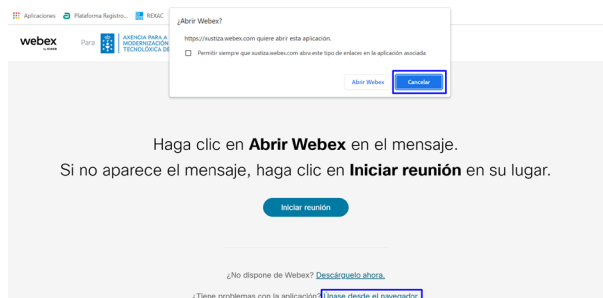 Aplicaciones Plataforma Registro... REXAC
¿Abrir Webex?
https://xustiza.webex.com quiere abrir esta aplicación.
Permitir siempre que xustiza.webex.com abra este tipo de enlaces en la aplicación asociada
Abrir Webex Cancelar
webex
by CISCO
Para
AXENCIA PARA A
MODERNIZACIÓN
TECNOLÓXICA DE
Haga clic en Abrir Webex en el mensaje.
Si no aparece el mensaje, haga clic en Iniciar reunión en su lugar.
Iniciar reunión
¿No dispone de Webex? Descárguelo ahora.
¿Tiene problemas con la aplicación? Únase desde el navegador.